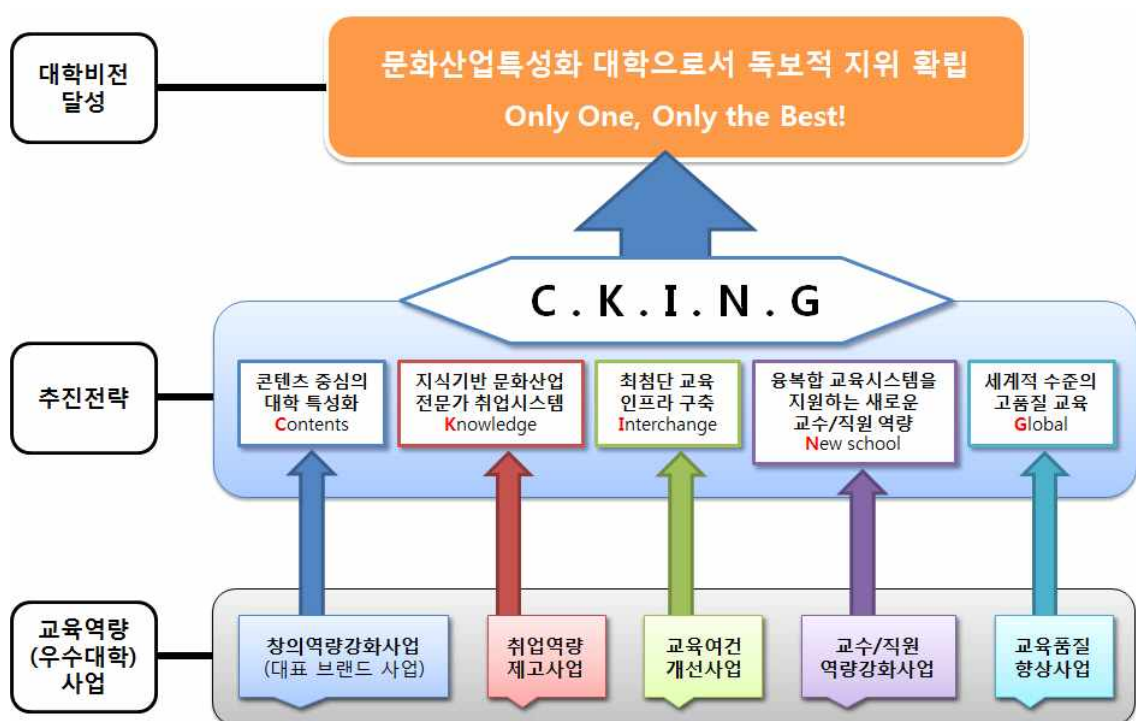 대학비전
달성
문화산업특성화 대학으로서 독보적 지위 확립
Only One, Only the Best!
C . K . I . N . G
추진전략
콘텐츠 중심의
대학 특성화
Contents
지식기반 문화산업
전문가 취업시스템
Knowledge
최첨단 교육
인프라 구축
Interchange
융복합 교육시스템을
지원하는 새로운
교수/직원 역량
New school
세계적 수준의
고품질 교육
Global
교육역량
(우수대학)
사업
창의역량강화사업
(대표 브랜드 사업)
취업역량
제고사업
교육여건
개선사업
교수/직원
역량강화사업
교육품질
향상사업